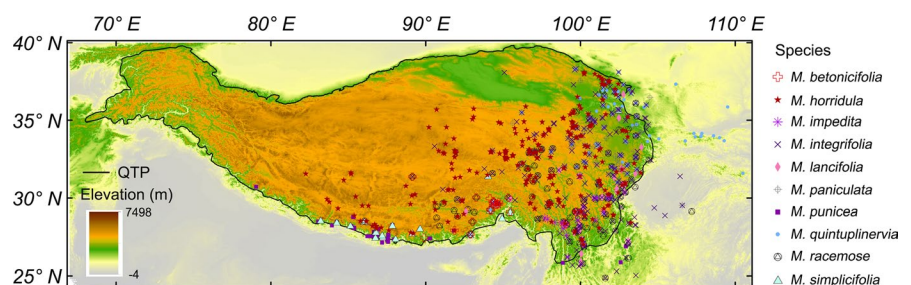 70° E 80° E 90° E 100° E 110° E
40° N
35° N
30° N
25° N
QTP
Elevation (m)
7498
-4
Species
M. betonicifolia
M. horridula
M. impedita
M. integrifolia
M. lancifolia
M. paniculata
M. punicea
M. quintuplinervia
M. racemose
M. simplicifolia